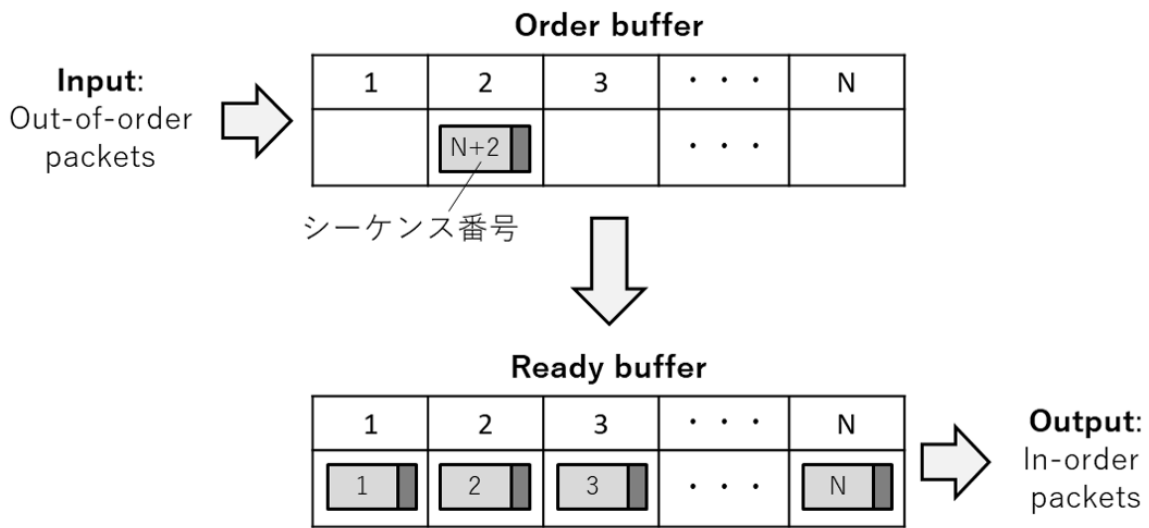 Order buffer
Input:
Out-of-order
packets
1 2 3 ・・・ N
N+2 ・・・
シーケンス番号
Ready buffer
1 2 3 ・・・ N
1 2 3 ・・・ N
Output:
In-order
packets